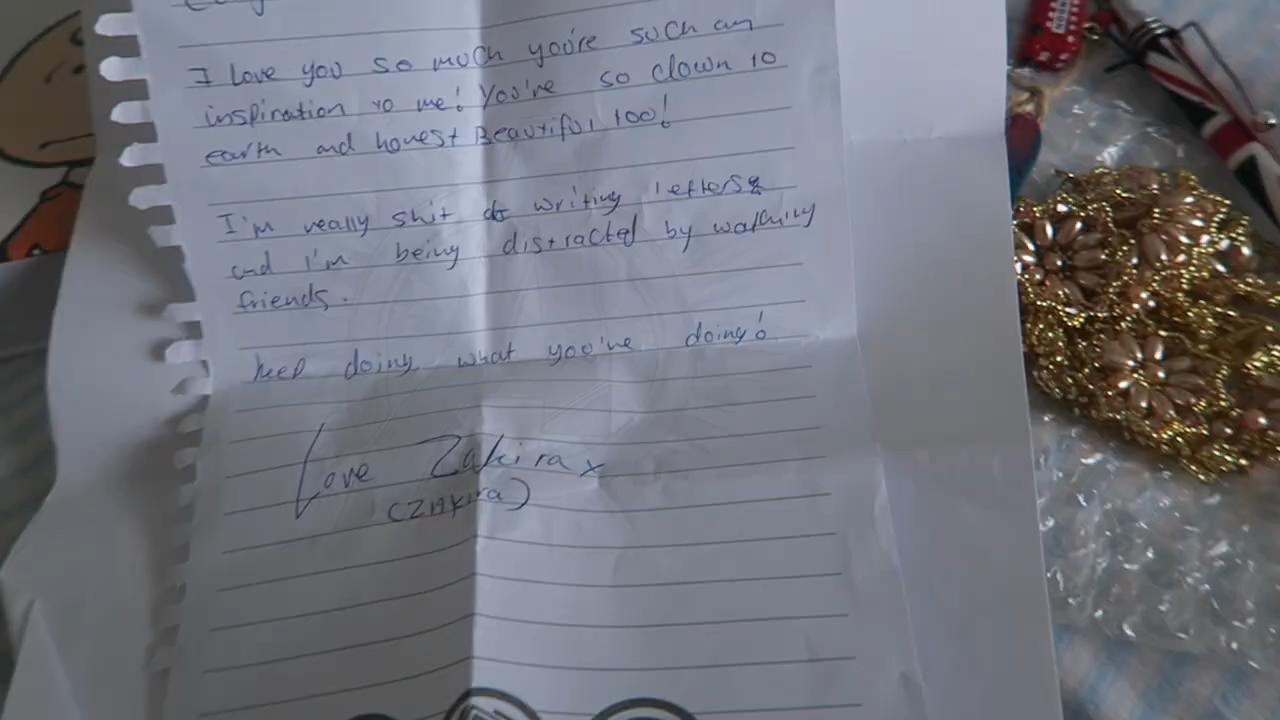 I Love you so much you're such an
inspiration to me! You're so down to
earth and honest Beautiful too!
I'm really shit at writing letters
and I'm being distracted by watching
friends.
keep doing what you're doing!
Love Zakira x
(ZAKira)
LONDON